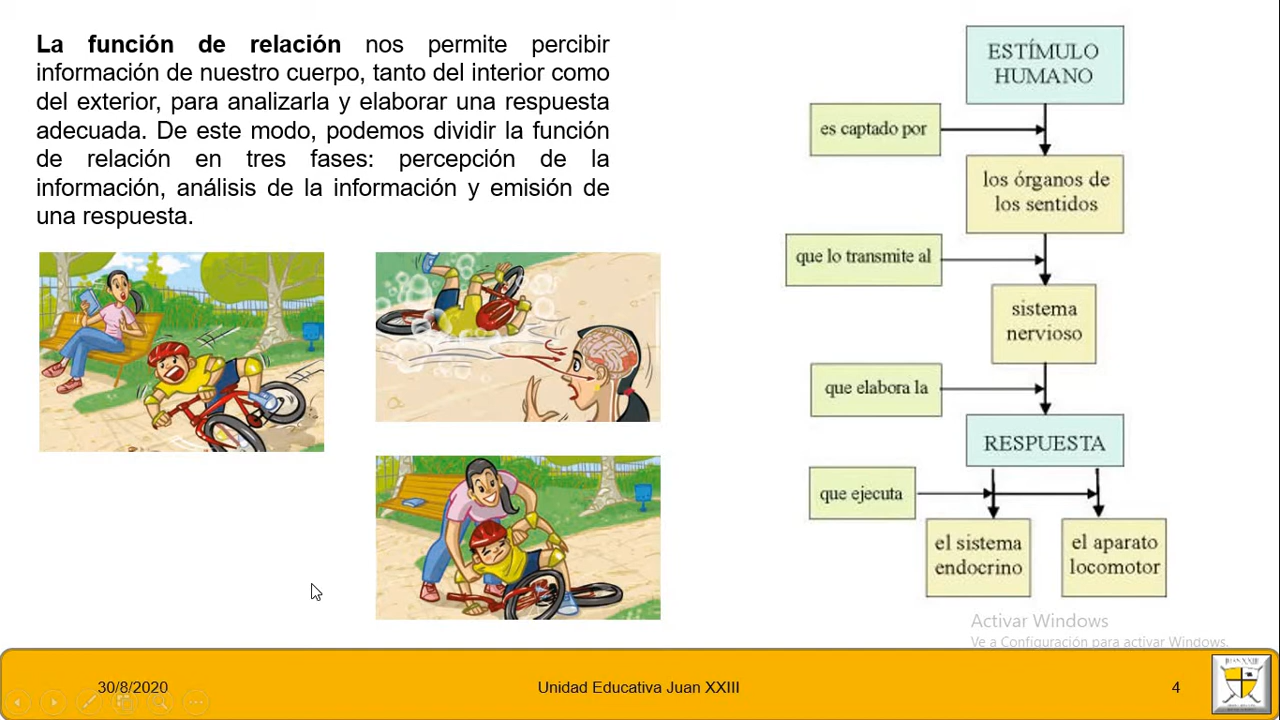 La función de relación nos permite percibir
información de nuestro cuerpo, tanto del interior como
del exterior, para analizarla y elaborar una respuesta
adecuada. De este modo, podemos dividir la función
de relación en tres fases: percepción de la
información, análisis de la información y emisión de
una respuesta.
ESTÍMULO
HUMANO
es captado por
los órganos de
los sentidos
que lo transmite al
sistema
nervioso
que elabora la
RESPUESTA
que ejecuta
el sistema
endocrino
el aparato
locomotor
Activar Windows
Ve a Configuración para activar Windows.
30/8/2020
Unidad Educativa Juan XXIII
4
JUAN XXIII